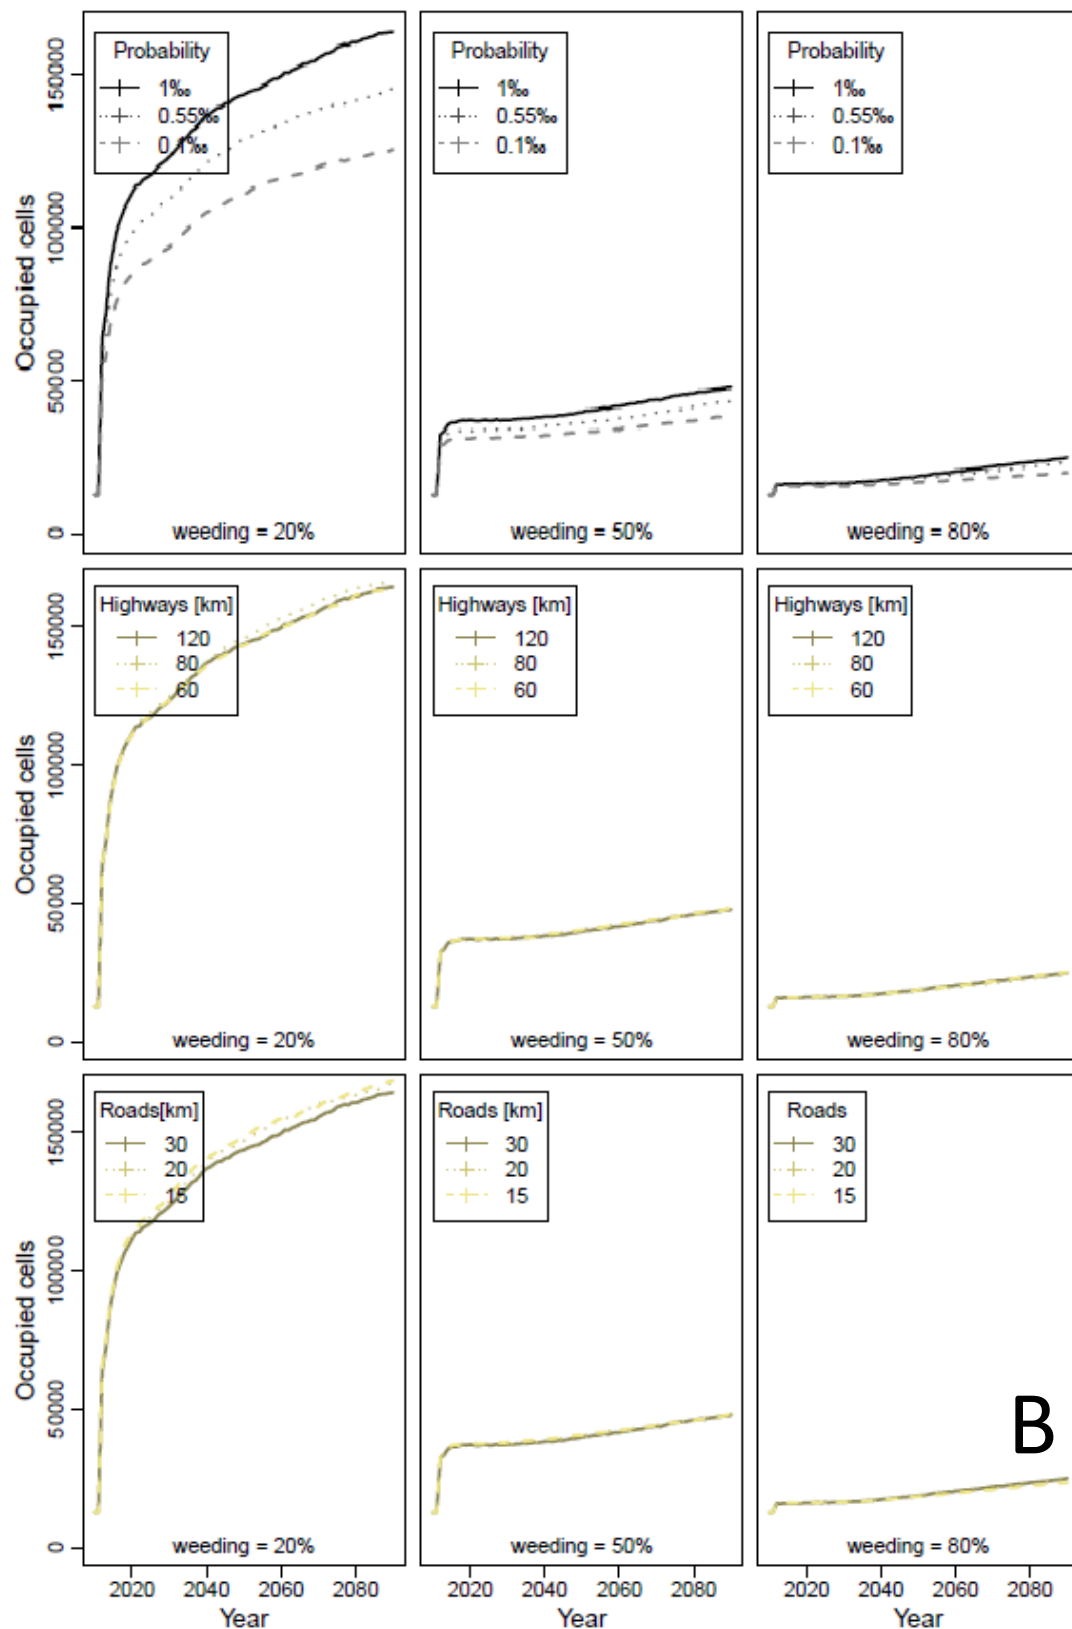 Occupied cells
150000
100000
50000
0
Probability
1‰
0.55‰
0.1‰
weeding = 20%
Probability
1‰
0.55‰
0.1‰
weeding = 50%
Probability
1‰
0.55‰
0.1‰
weeding = 80%
Occupied cells
150000
100000
50000
0
Highways [km]
120
80
60
weeding = 20%
Highways [km]
120
80
60
weeding = 50%
Highways [km]
120
80
60
weeding = 80%
Occupied cells
150000
100000
50000
0
Roads[km]
30
20
15
weeding = 20%
Roads [km]
30
20
15
weeding = 50%
Roads
30
20
15
B
weeding = 80%
2020 2040 2060 2080
Year
2020 2040 2060 2080
Year
2020 2040 2060 2080
Year